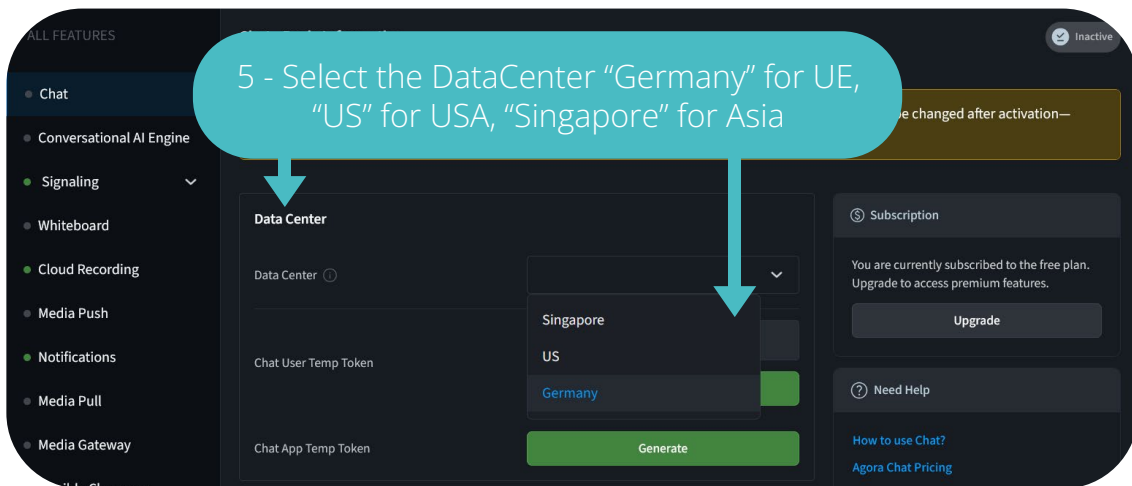 ALL FEATURES
Inactive
5 - Select the DataCenter “Germany” for UE,
“US” for USA, “Singapore” for Asia
Chat
be changed after activation—
Conversational AI Engine
Signaling
Whiteboard
Cloud Recording
Media Push
Notifications
Media Pull
Media Gateway
Data Center
Data Center
Singapore
US
Germany
Chat User Temp Token
Chat App Temp Token
Generate
Subscription
You are currently subscribed to the free plan.
Upgrade to access premium features.
Upgrade
Need Help
How to use Chat?
Agora Chat Pricing